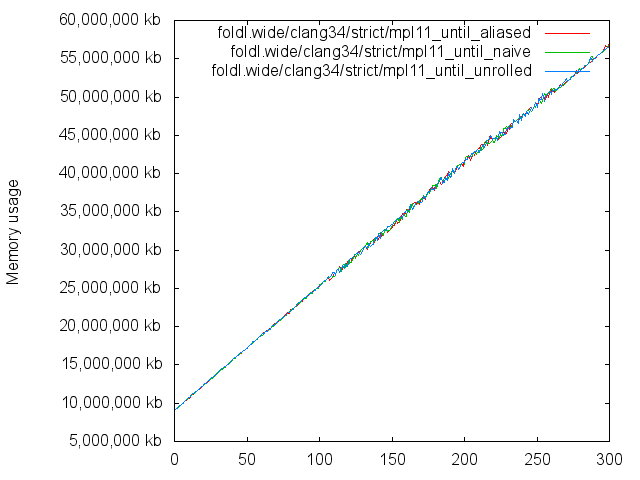 60,000,000 kb
55,000,000 kb
50,000,000 kb
45,000,000 kb
40,000,000 kb
35,000,000 kb
30,000,000 kb
25,000,000 kb
20,000,000 kb
15,000,000 kb
10,000,000 kb
5,000,000 kb
Memory usage
foldl.wide/clang34/strict/mpl11_until_aliased
foldl.wide/clang34/strict/mpl11_until_naive
foldl.wide/clang34/strict/mpl11_until_unrolled
0 50 100 150 200 250 300